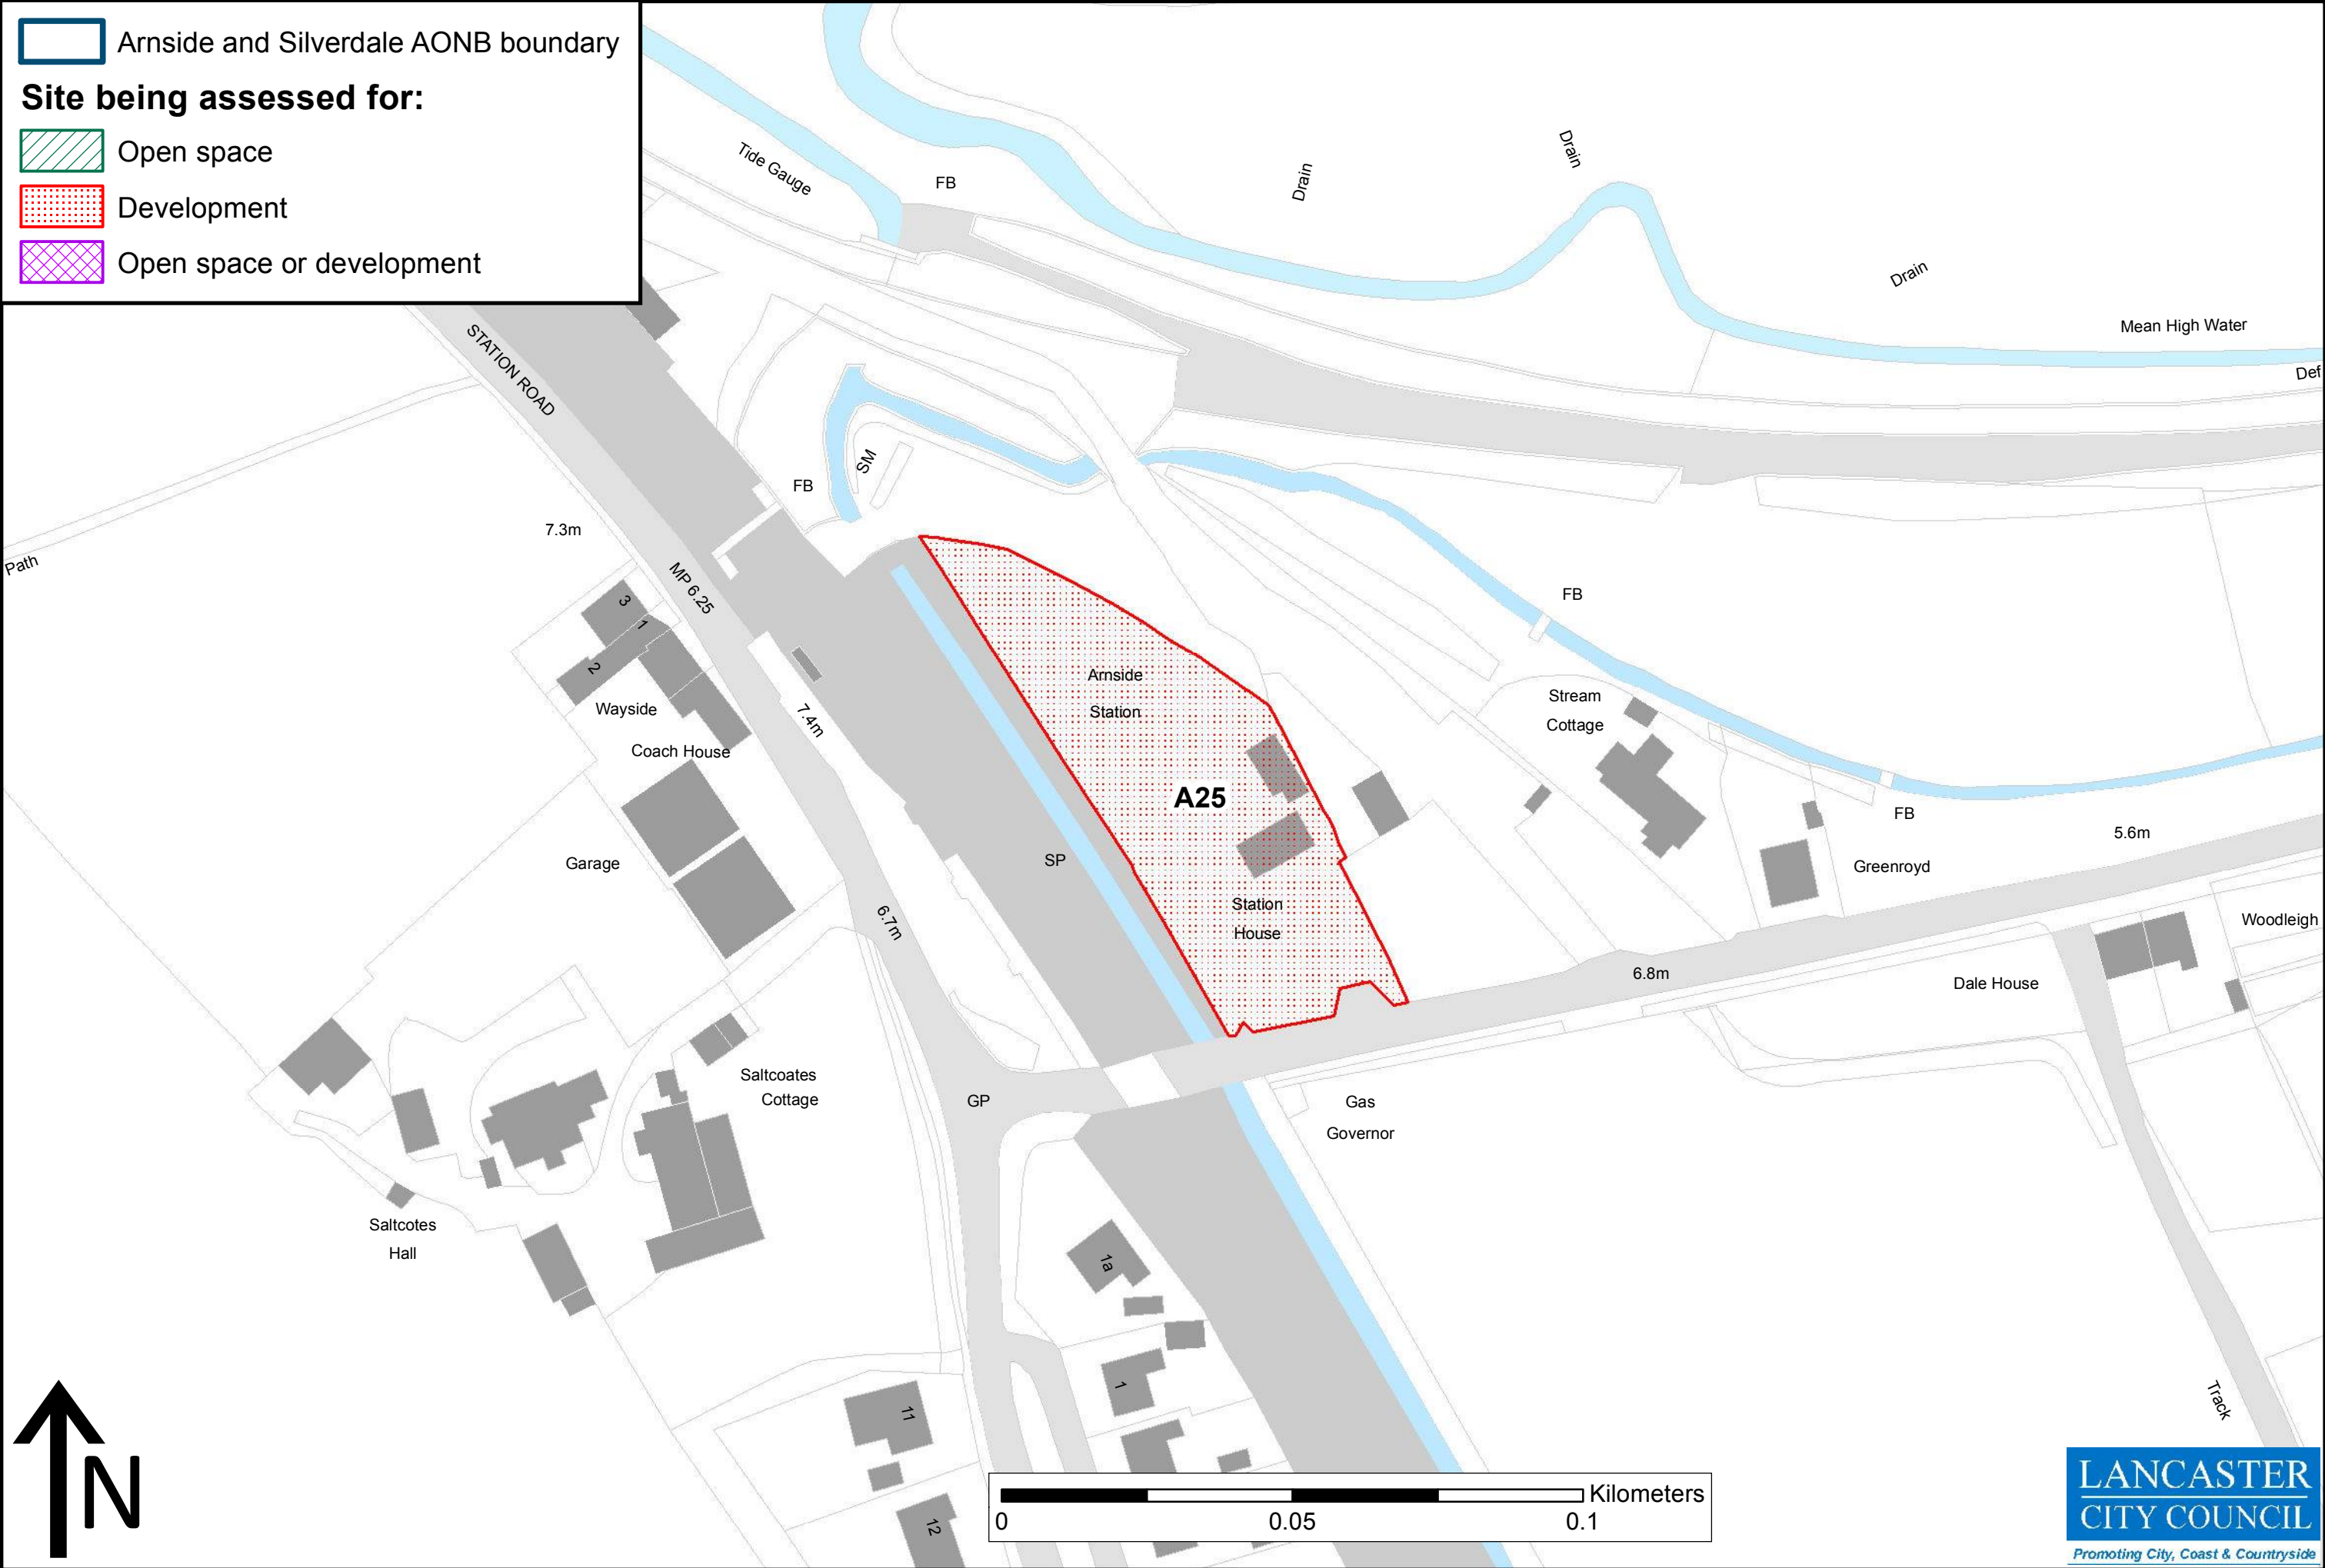 Arnside and Silverdale AONB boundary
Site being assessed for:
Open space
Development
Open space or development
Tide Gauge
FB
Drain
Drain
Drain
Mean High Water
Def
STATION ROAD
SM
FB
7.3m
Path
MP 6.25
3
1
2
Wayside
Coach House
7.4m
Arnside
Station
A25
FB
Stream
Cottage
FB
Greenroyd
5.6m
Garage
SP
6.7m
Station
House
Woodleigh
6.8m
Dale House
Saltcoates
Cottage
GP
Gas
Governor
Saltcotes
Hall
1a
1
11
12
Track
N
Kilometers
0
0.05
0.1
LANCASTER
CITY COUNCIL
Promoting City, Coast & Countryside